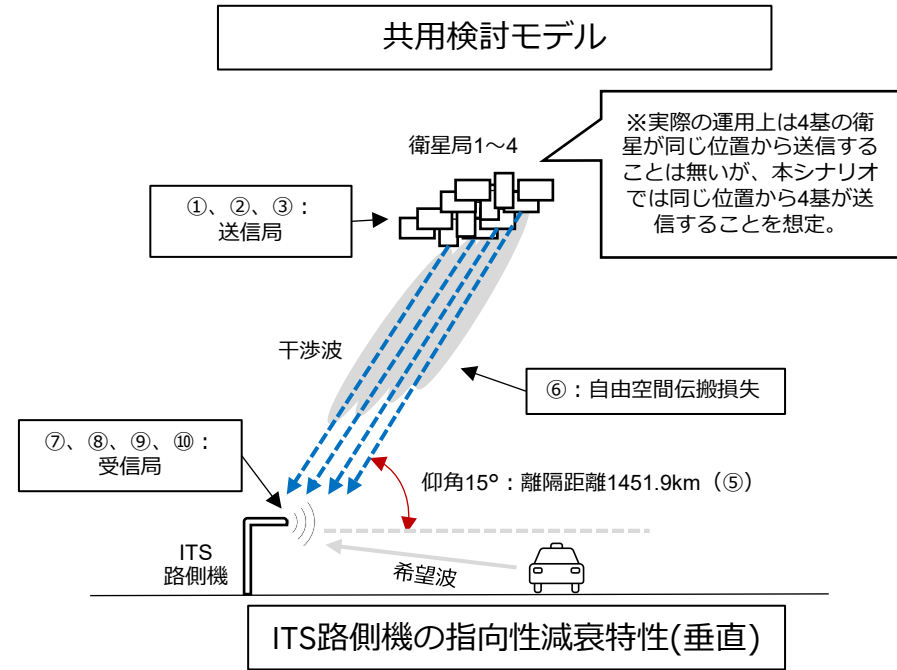 共用検討モデル
※実際の運用上は4基の衛
星が同じ位置から送信する
ことは無いが、本シナリオ
では同じ位置から4基が送
信することを想定。
衛星局1～4
①、②、③：
送信局
干渉波
⑥：自由空間伝搬損失
⑦、⑧、⑨、⑩：
受信局
仰角15°：離隔距離1451.9km（⑤）
ITS
路側機
希望波
ITS路側機の指向性減衰特性(垂直)